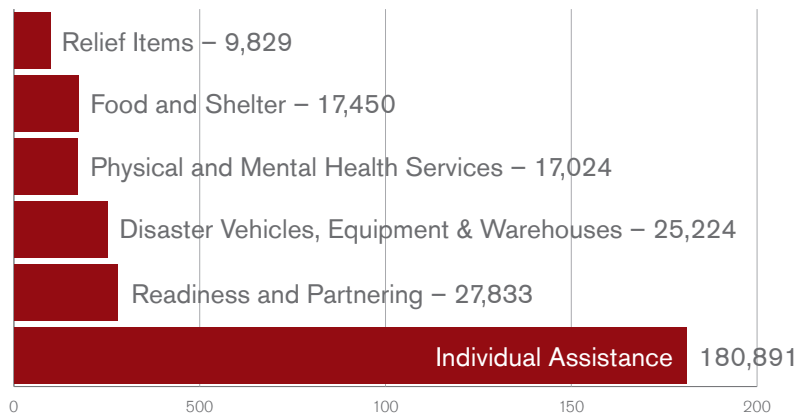 Relief Items – 9,829
Food and Shelter – 17,450
Physical and Mental Health Services – 17,024
Disaster Vehicles, Equipment & Warehouses – 25,224
Readiness and Partnering – 27,833
Individual Assistance 180,891
0 500 100 150 200